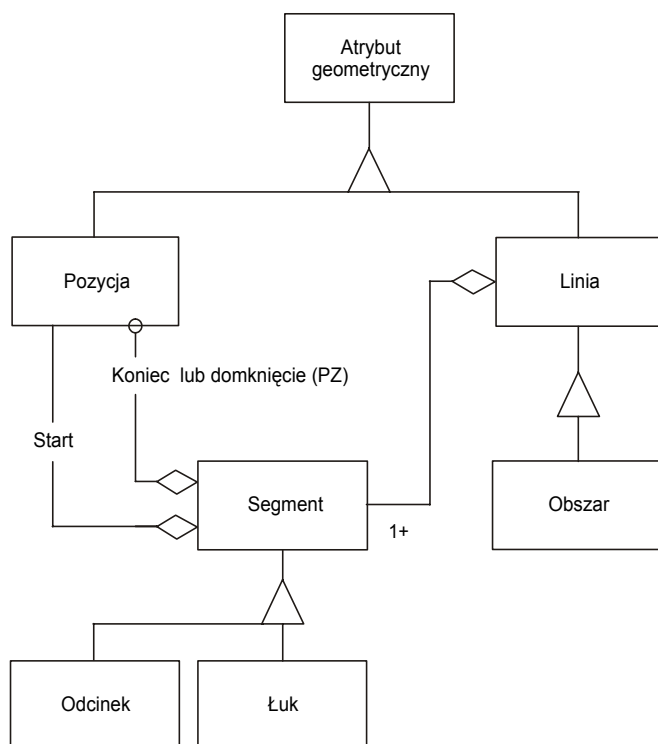 Atrybut
geometryczny
Pozycja
Linia
Koniec lub domknięcie (PZ)
Start
Segment
1+
Obszar
Odcinek
Łuk